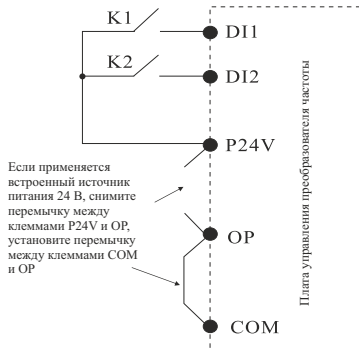 K1
DI1
K2
DI2
P24V
Если применяется
встроенный источник
питания 24 В, снимите
перемычку между
клеммами P24V и OP,
установите перемычку
между клеммами COM
и OP
OP
COM
Плата управления преобразователя частоты